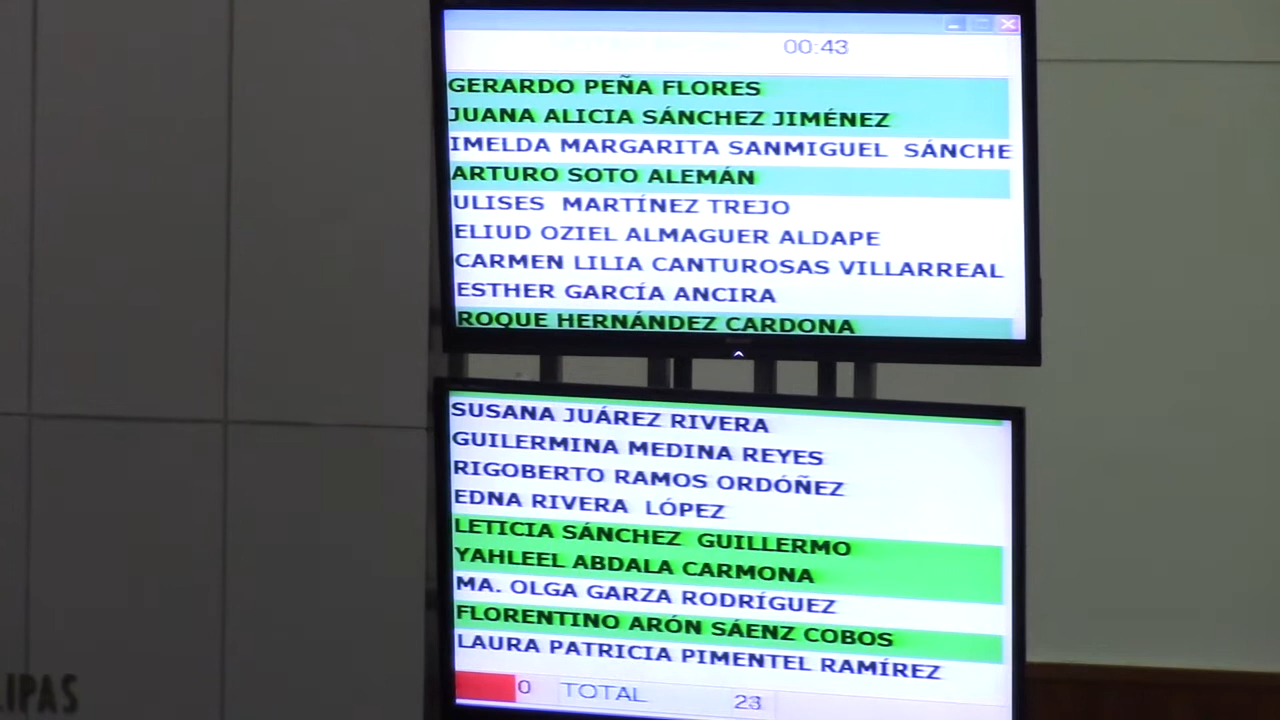 00:43
GERARDO PEÑA FLORES
JUANA ALICIA SÁNCHEZ JIMÉNEZ
IMELDA MARGARITA SANMIGUEL SÁNCHE
ARTURO SOTO ALEMÁN
ULISES MARTÍNEZ TREJO
ELIUD OZIEL ALMAGUER ALDAPE
CARMEN LILIA CANTUROSAS VILLARREAL
ESTHER GARCÍA ANCIRA
ROQUE HERNÁNDEZ CARDONA
SUSANA JUÁREZ RIVERA
GUILERMINA MEDINA REYES
RIGOBERTO RAMOS ORDÓÑEZ
EDNA RIVERA LÓPEZ
LETICIA SÁNCHEZ GUILLERMO
YAHLEEL ABDALA CARMONA
MA. OLGA GARZA RODRÍGUEZ
FLORENTINO ARÓN SÁENZ COBOS
LAURA PATRICIA PIMENTEL RAMÍREZ
0 TOTAL 23
LIPAS